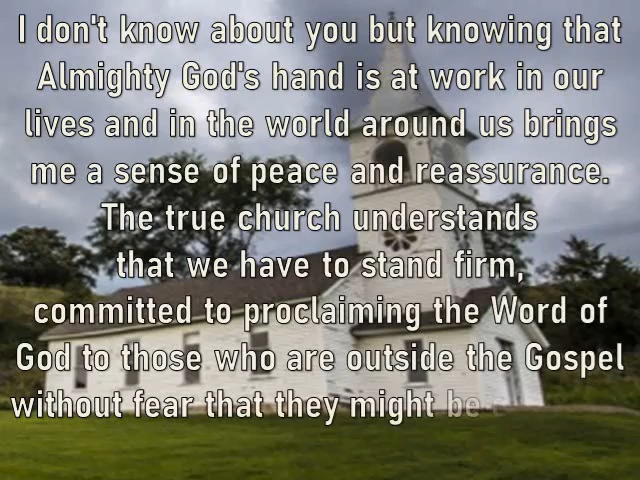 I don't know about you but knowing that
Almighty God's hand is at work in our
lives and in the world around us brings
me a sense of peace and reassurance.
The true church understands
that we have to stand firm,
committed to proclaiming the Word of
God to those who are outside the Gospel
without fear that they might be